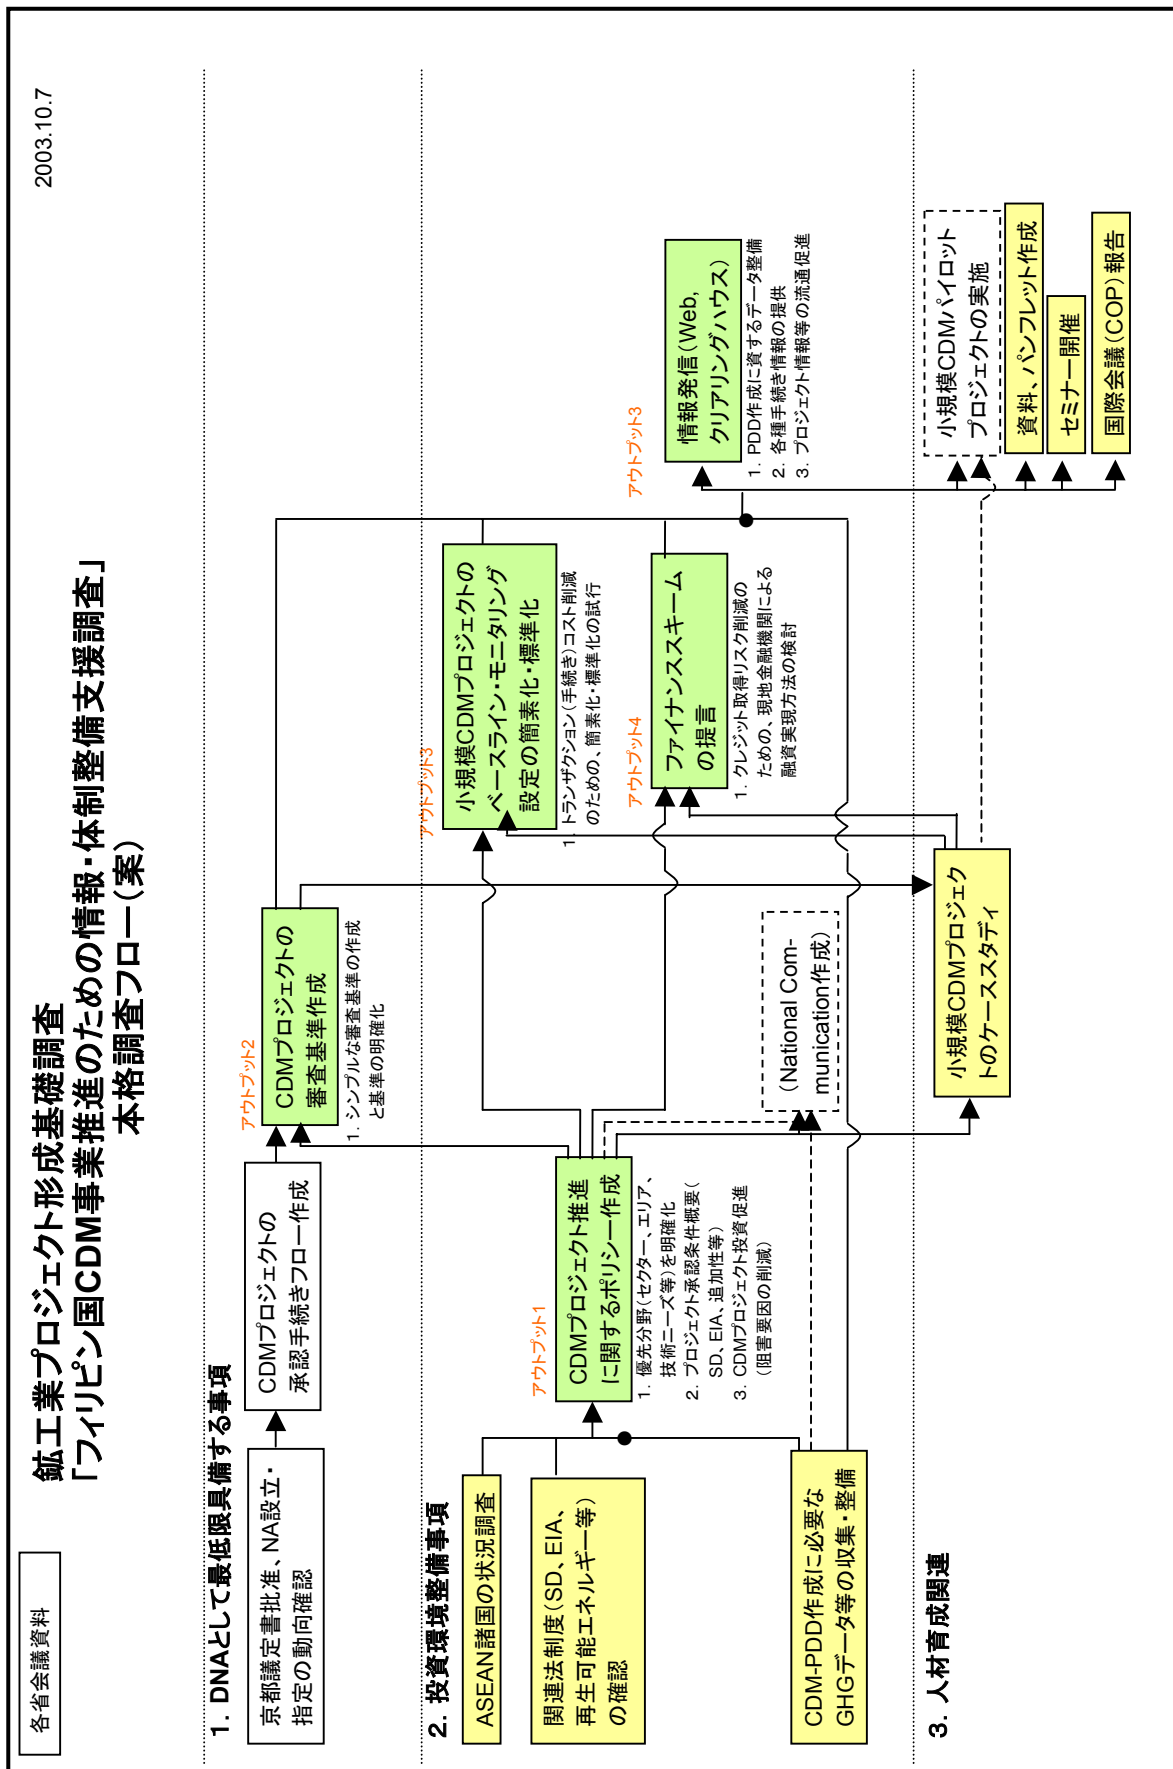 各省会議資料
2003.10.7
鉱工業プロジェクト形成基礎調査
「フィリピン国CDM事業推進のための情報・体制整備支援調査」
本格調査フロー(案)
1. DNAとして最低限具備する事項
京都議定書批准、NA設立・
指定の動向確認
CDMプロジェクトの
承認手続きフロー作成
アウトプット2
CDMプロジェクトの
審査基準作成
1. シンプルな審査基準の作成
と基準の明確化
2. 投資環境整備事項
ASEAN諸国の状況調査
関連法制度(SD、EIA、
再生可能エネルギー等)
の確認
CDM-PDD作成に必要な
GHGデータ等の収集・整備
アウトプット1
CDMプロジェクト推進
に関するポリシー作成
1. 優先分野(セクター、エリア、
技術ニーズ等)を明確化
2. プロジェクト承認条件概要(
SD、EIA、追加性等)
3. CDMプロジェクト投資促進
(阻害要因の削減)
(National Com-
munication作成)
アウトプット3
小規模CDMプロジェクトの
ベースライン・モニタリング
設定の簡素化・標準化
1. トランザクション(手続き)コスト削減
のための、簡素化・標準化の試行
アウトプット4
ファイナンススキーム
の提言
1. クレジット取得リスク削減の
ための、現地金融機関による
融資実現方法の検討
アウトプット3
情報発信(Web,
クリアリングハウス)
1. PDD作成に資するデータ整備
2. 各種手続き情報の提供
3. プロジェクト情報等の流通促進
3. 人材育成関連
小規模CDMプロジェク
トのケーススタディ
小規模CDMパイロット
プロジェクトの実施
資料、パンフレット作成
セミナー開催
国際会議(COP)報告